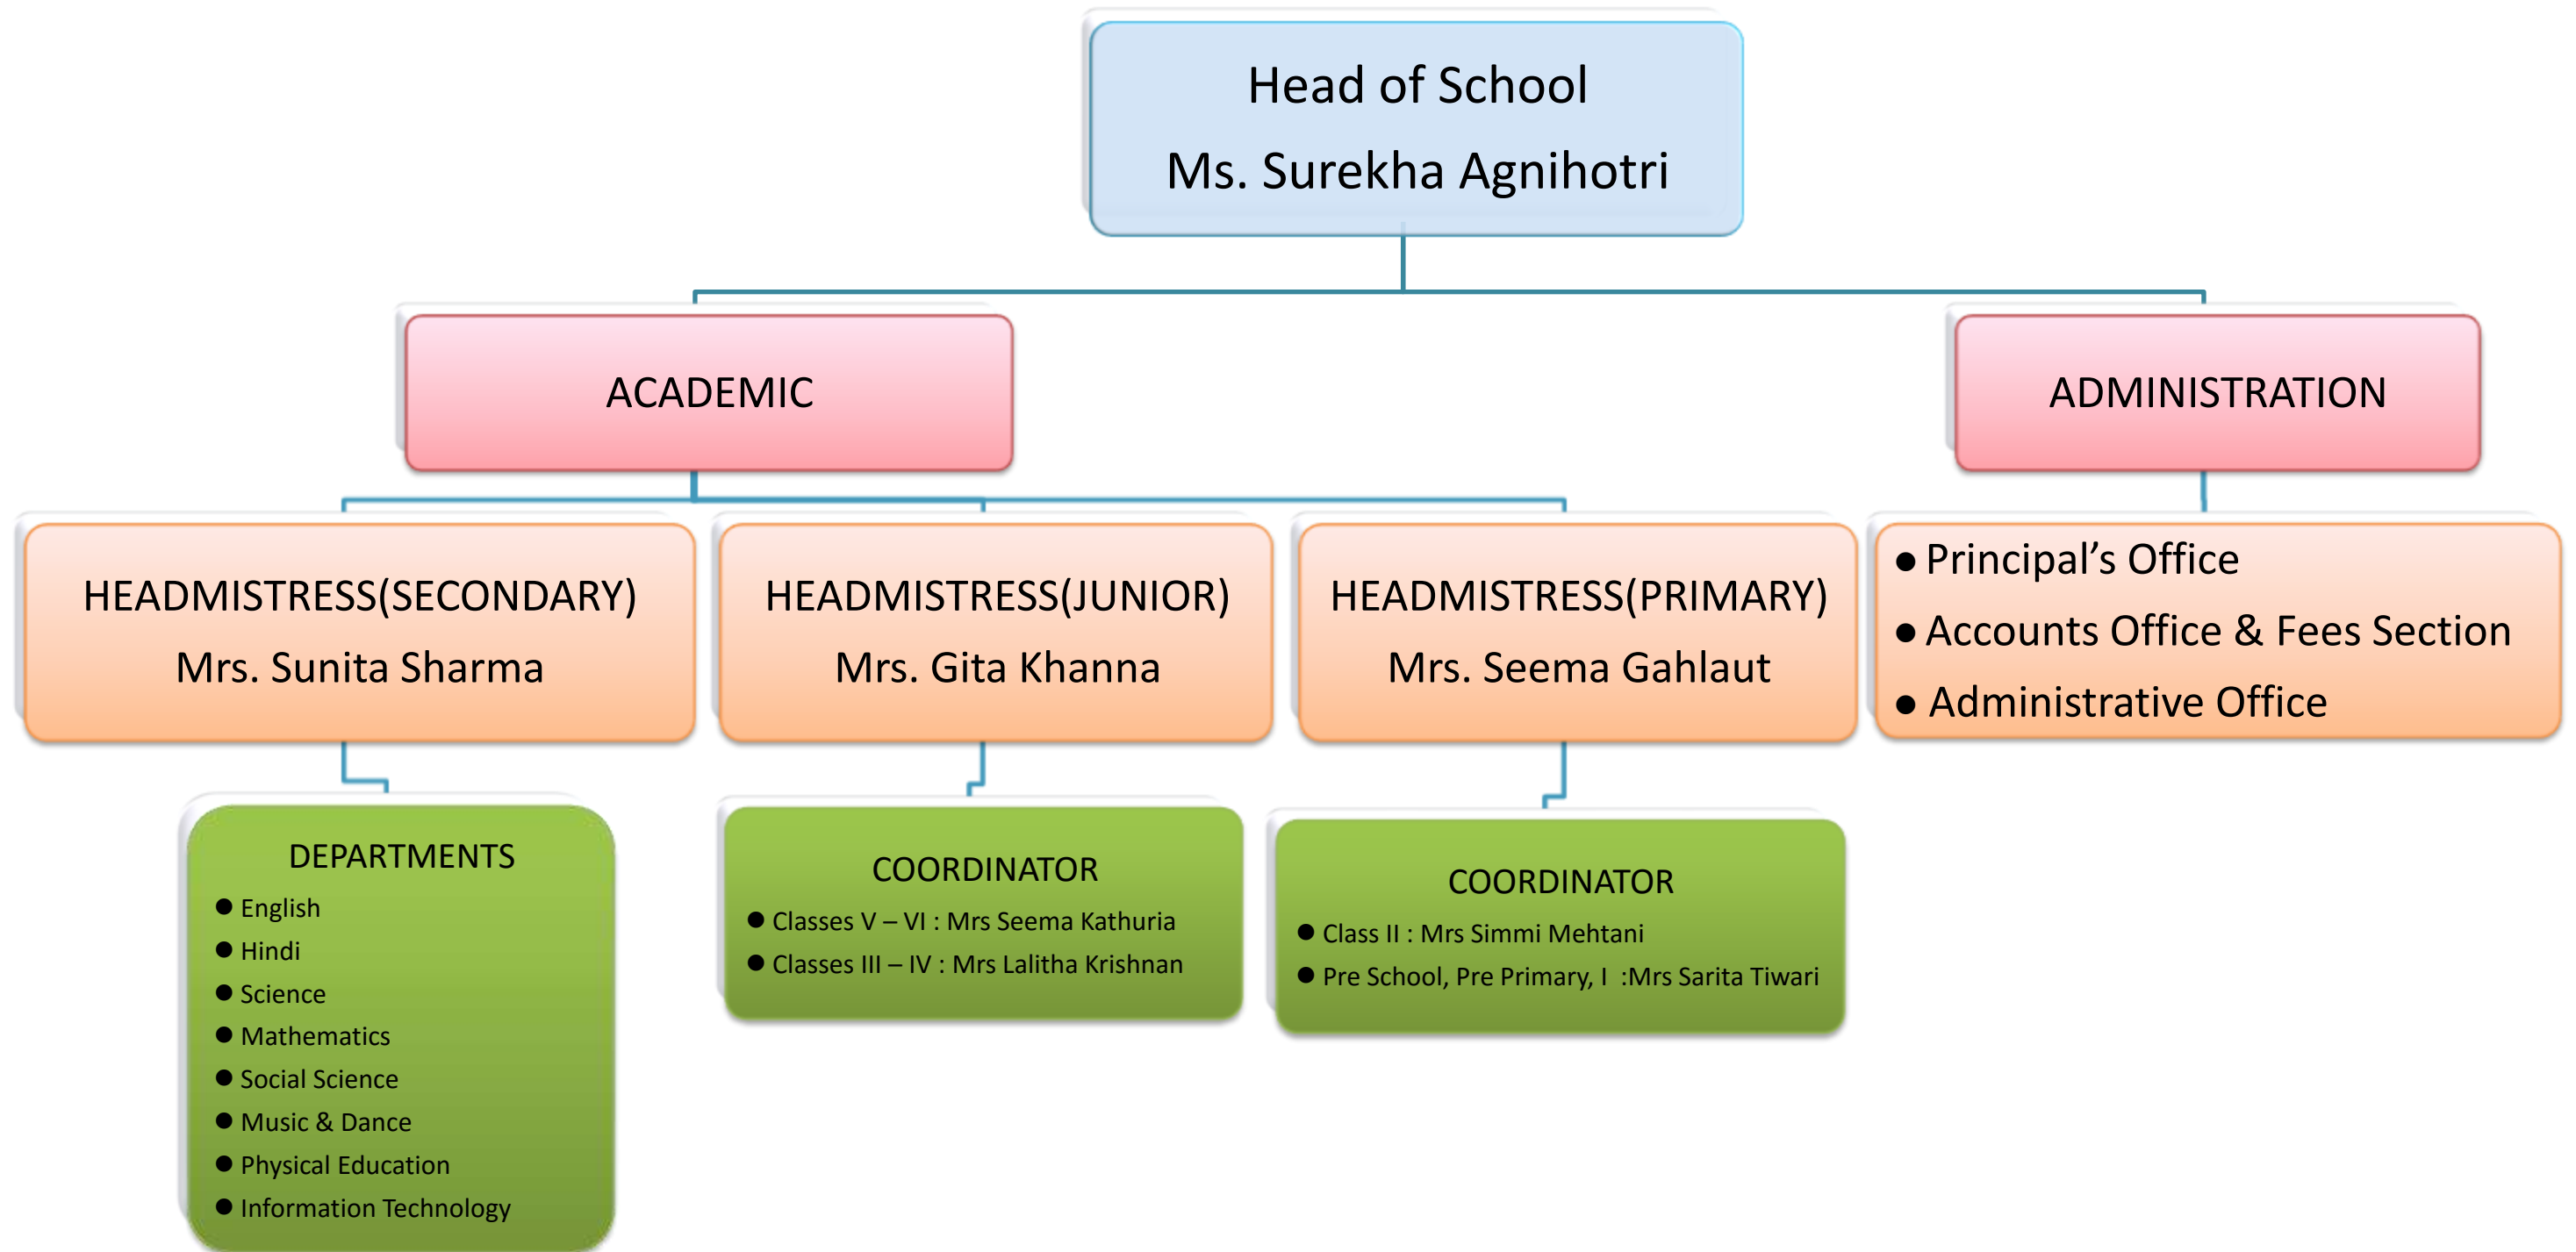 Head of School
Ms. Surekha Agnihotri
ACADEMIC
ADMINISTRATION
HEADMISTRESS(SECONDARY)
Mrs. Sunita Sharma
HEADMISTRESS(JUNIOR)
Mrs. Gita Khanna
HEADMISTRESS(PRIMARY)
Mrs. Seema Gahlaut
● Principal’s Office
● Accounts Office & Fees Section
● Administrative Office
DEPARTMENTS
● English
● Hindi
● Science
● Mathematics
● Social Science
● Music & Dance
● Physical Education
● Information Technology
COORDINATOR
● Classes V – VI : Mrs Seema Kathuria
● Classes III – IV : Mrs Lalitha Krishnan
COORDINATOR
● Class II : Mrs Simmi Mehtani
● Pre School, Pre Primary, I  :Mrs Sarita Tiwari